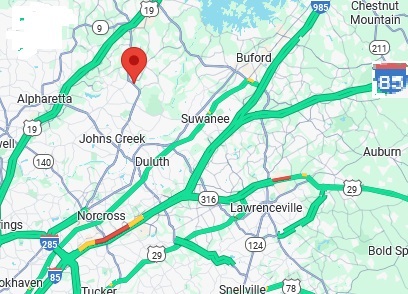 19
985
Chestnut
Mountain
9
Buford
211
85
Alpharetta
Suwanee
19
Johns Creek
140
Duluth
Auburn
29
316
Lawrenceville
Norcross
285
124
29
Bold
85
Tucker
Snellville
78